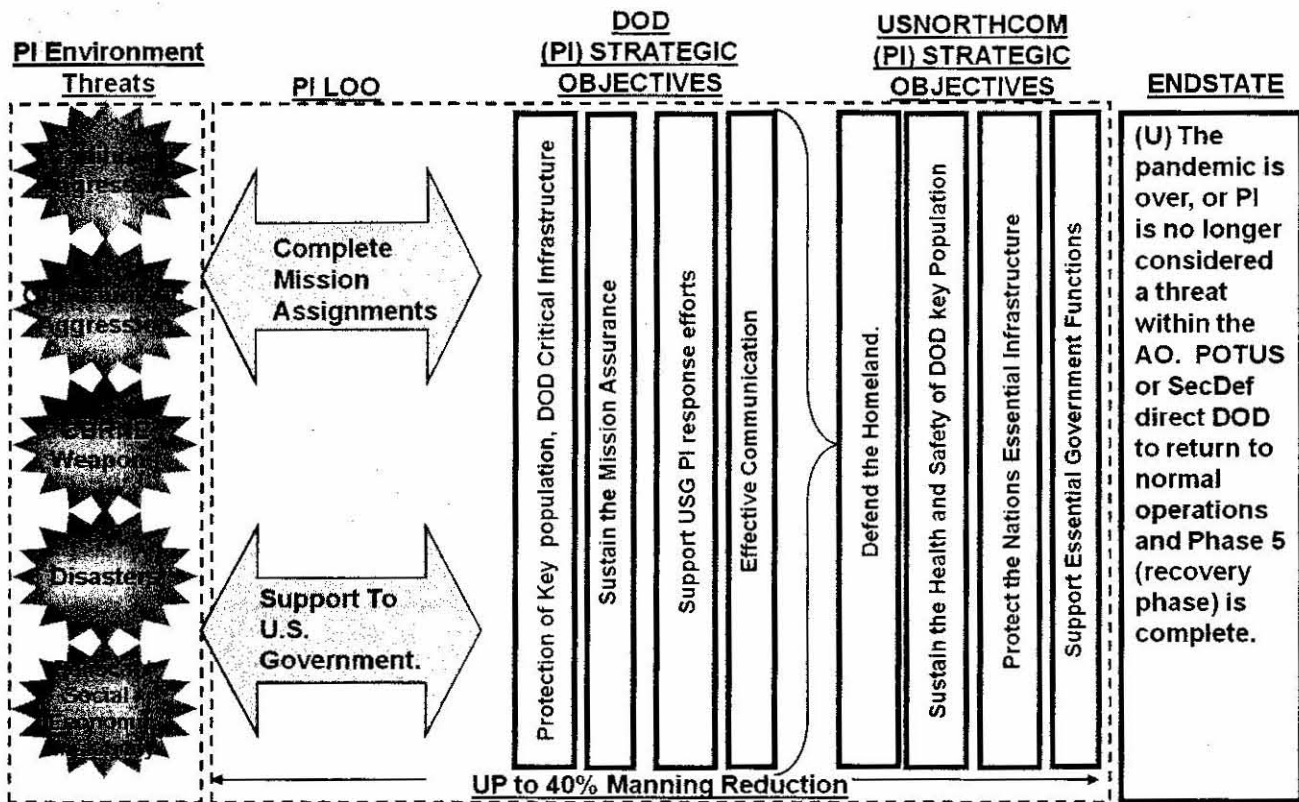 PI Environment
Threats
Aggression
Weapons
Disaster
Social
PI LOO
Complete
Mission
Assignments
Support To
U.S.
Government.
DOD
(PI) STRATEGIC
OBJECTIVES
Protection of Key population, DOD Critical Infrastructure
Sustain the Mission Assurance
Support USG PI response efforts
Effective Communication
USNORTHCOM
(PI) STRATEGIC
OBJECTIVES
Defend the Homeland.
Sustain the Health and Safety of DOD key Population
Protect the Nations Essential Infrastructure
Support Essential Government Functions
UP to 40% Manning Reduction
ENDSTATE
(U) The
pandemic is
over, or PI
is no longer
considered
a threat
within the
AO. POTUS
or SecDef
direct DOD
to return to
normal
operations
and Phase 5
(recovery
phase) is
complete.